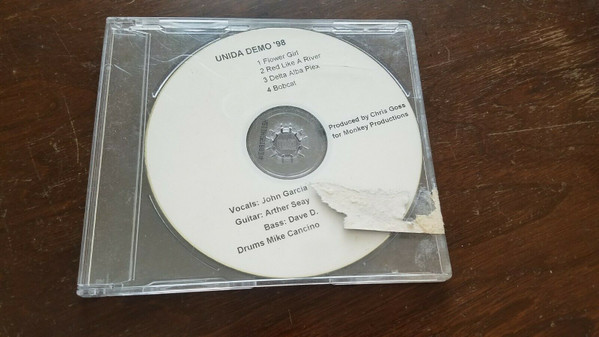 UNIDA DEMO '98
1 Flower Girl
2 Red Like A River
3 Delta Alba Plex
4 Bobcat
Produced by Chris Goss
for Monkey Productions
Vocals: John Garcia
Guitar: Arther Seay
Bass: Dave D.
Drums Mike Cancino